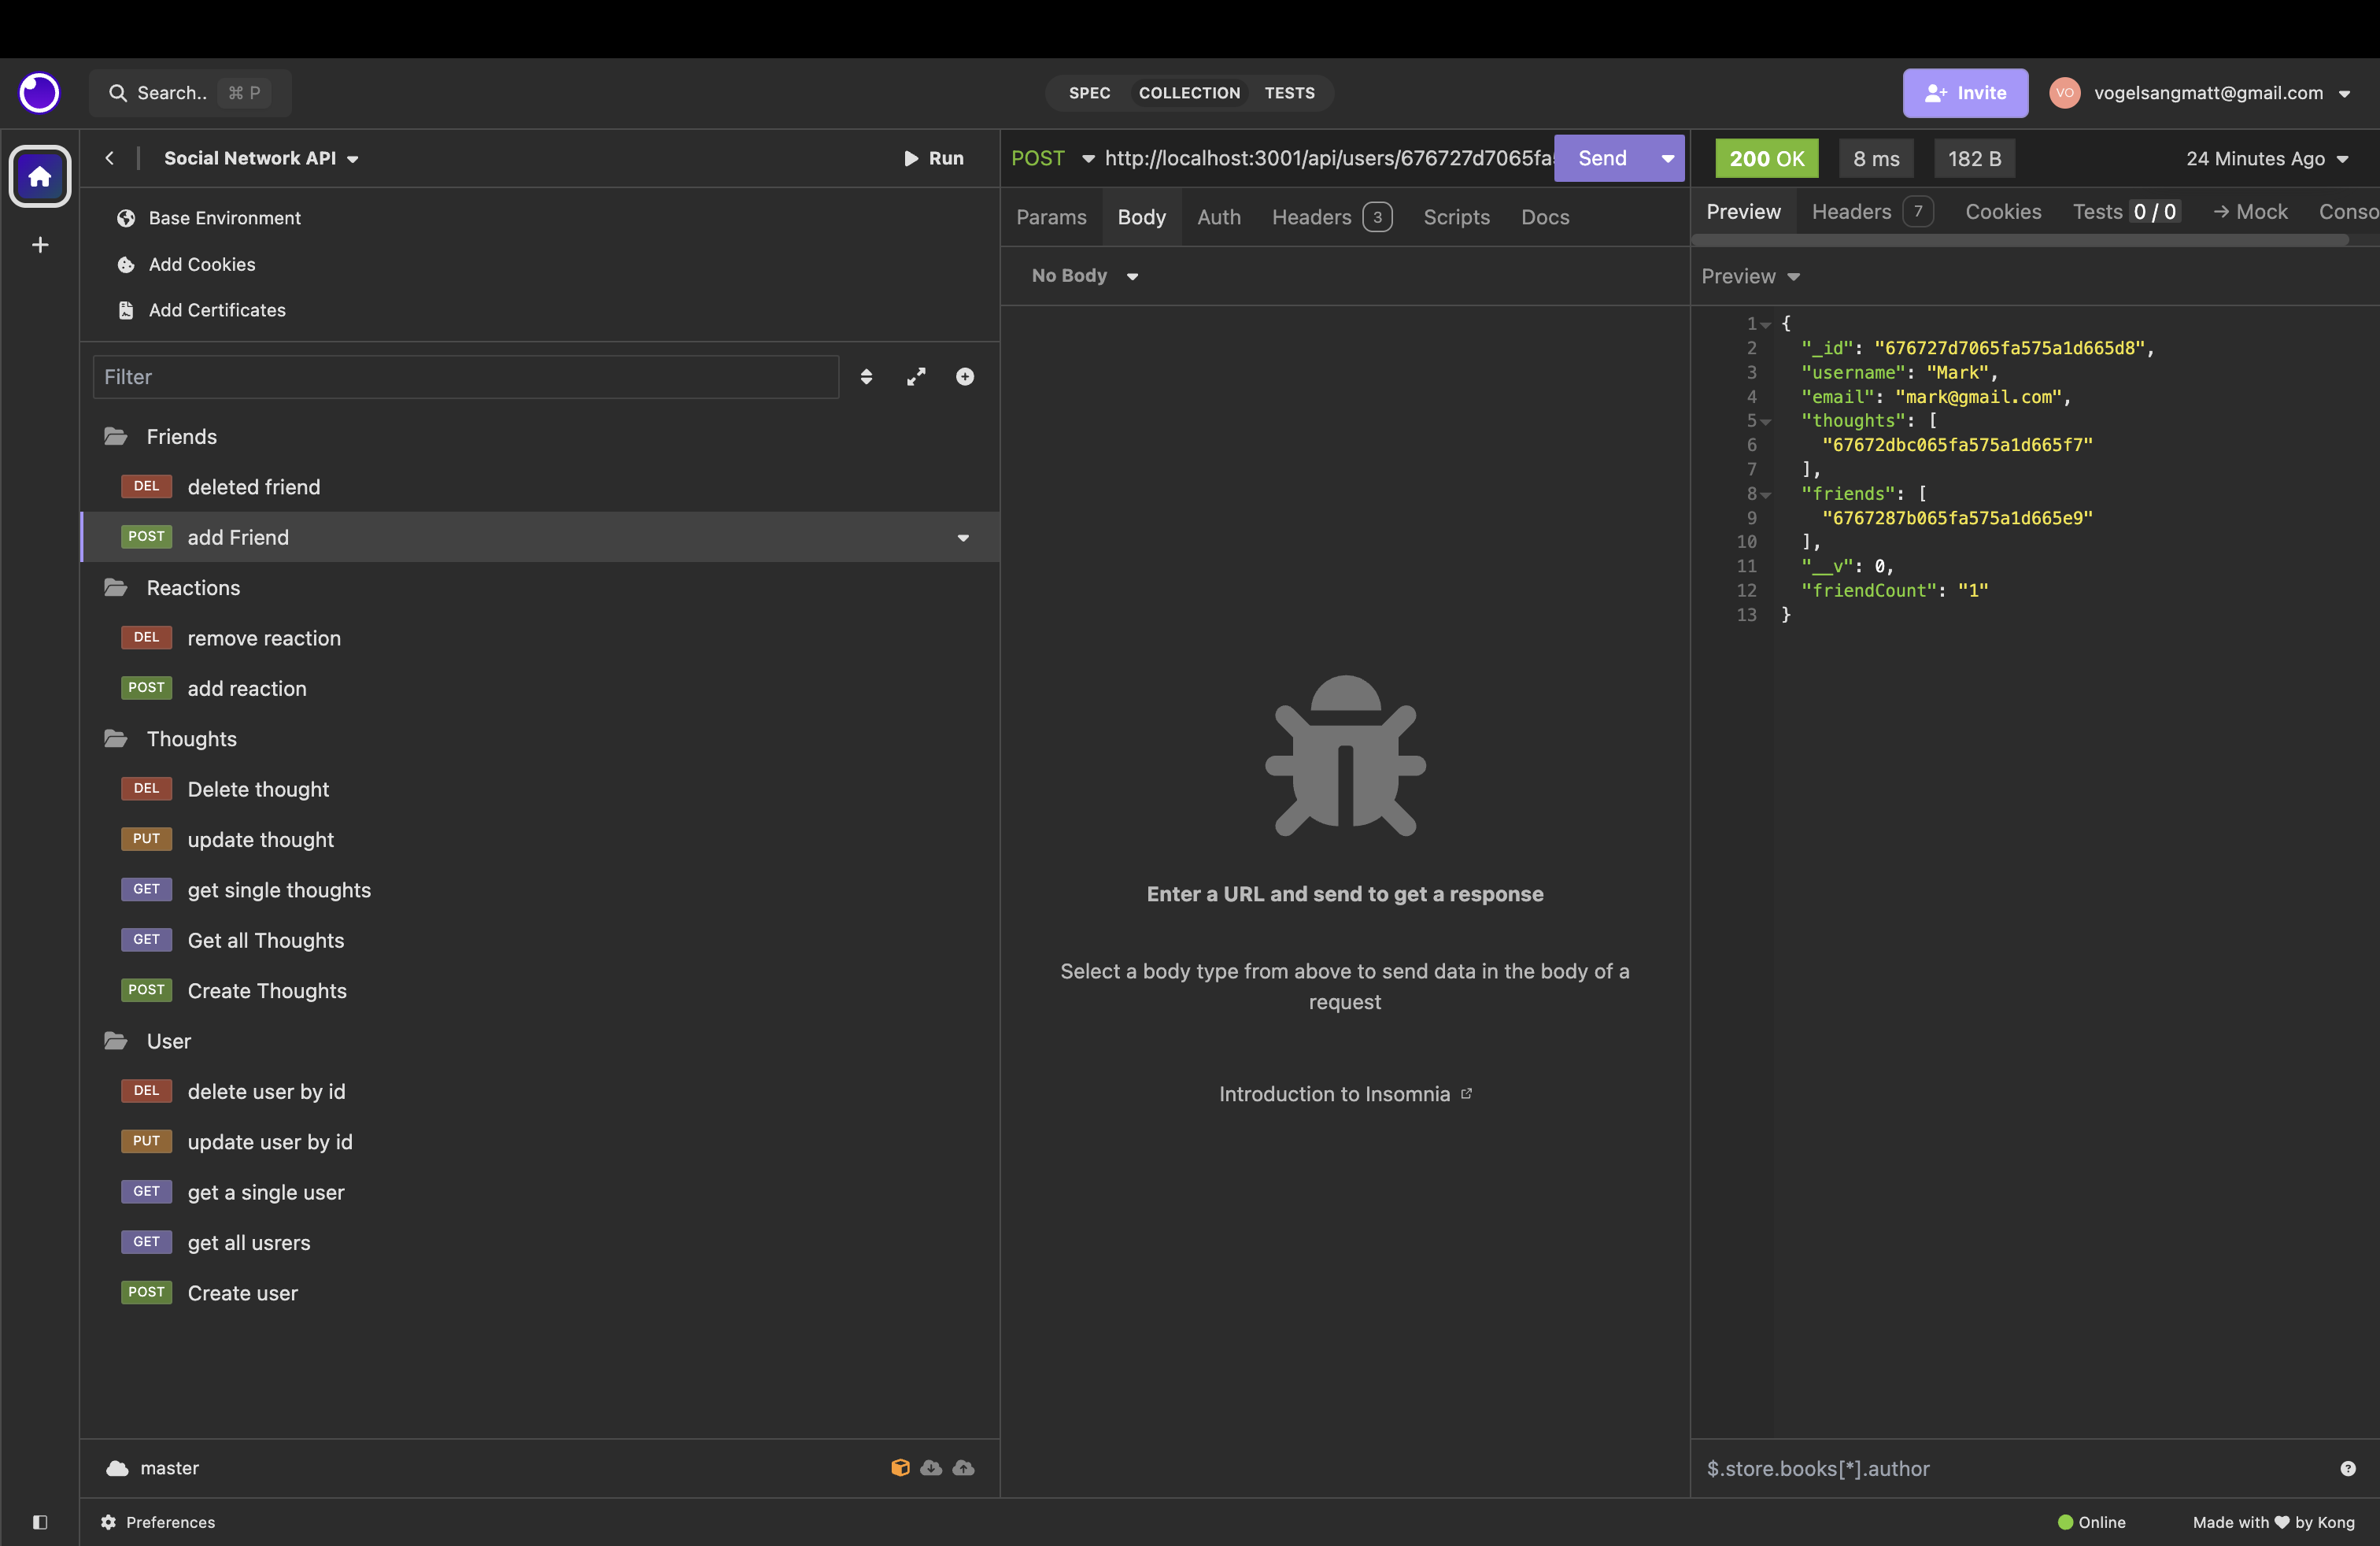 Search.. ⌘ P
SPEC COLLECTION TESTS
Invite
VO vogelsangmatt@gmail.com
Social Network API
Run
Base Environment
Add Cookies
Add Certificates
Filter
Friends
DEL deleted friend
POST add Friend
Reactions
DEL remove reaction
POST add reaction
Thoughts
DEL Delete thought
PUT update thought
GET get single thoughts
GET Get all Thoughts
POST Create Thoughts
User
DEL delete user by id
PUT update user by id
GET get a single user
GET get all usrers
POST Create user
master
Preferences
POST http://localhost:3001/api/users/676727d7065fa Send
Params Body Auth Headers 3 Scripts Docs
No Body
Enter a URL and send to get a response
Select a body type from above to send data in the body of a
request
Introduction to Insomnia
200 OK 8 ms 182 B 24 Minutes Ago
Preview Headers 7 Cookies Tests 0 / 0 → Mock Conso
Preview
1 {
2 "_id": "676727d7065fa575a1d665d8",
3 "username": "Mark",
4 "email": "mark@gmail.com",
5 "thoughts": [
6 "67672dbc065fa575a1d665f7"
7 ],
8 "friends": [
9 "6767287b065fa575a1d665e9"
10 ],
11 "__v": 0,
12 "friendCount": "1"
13 }
$.store.books[*].author
Online
Made with ♥ by Kong